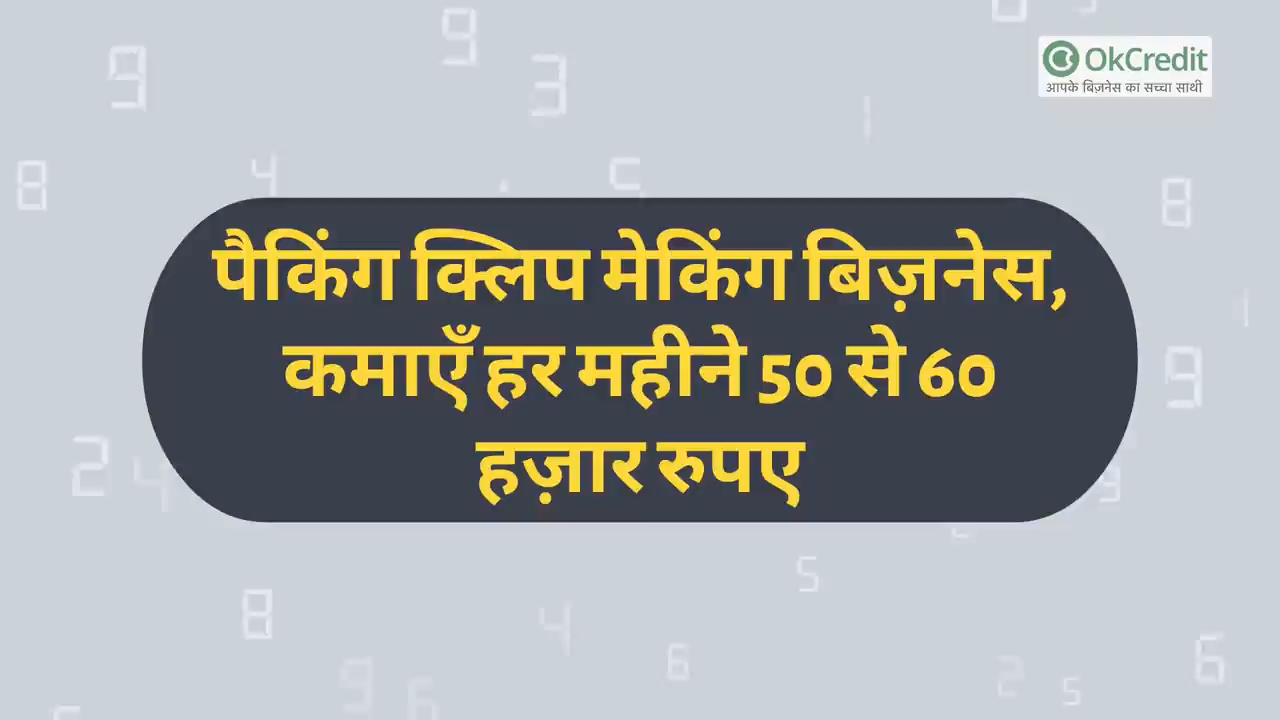 OkCredit
आपके बिज़नेस का सच्चा साथी
पैकिंग क्लिप मेकिंग बिज़नेस,
कमाएँ हर महीने 50 से 60
हज़ार रुपए